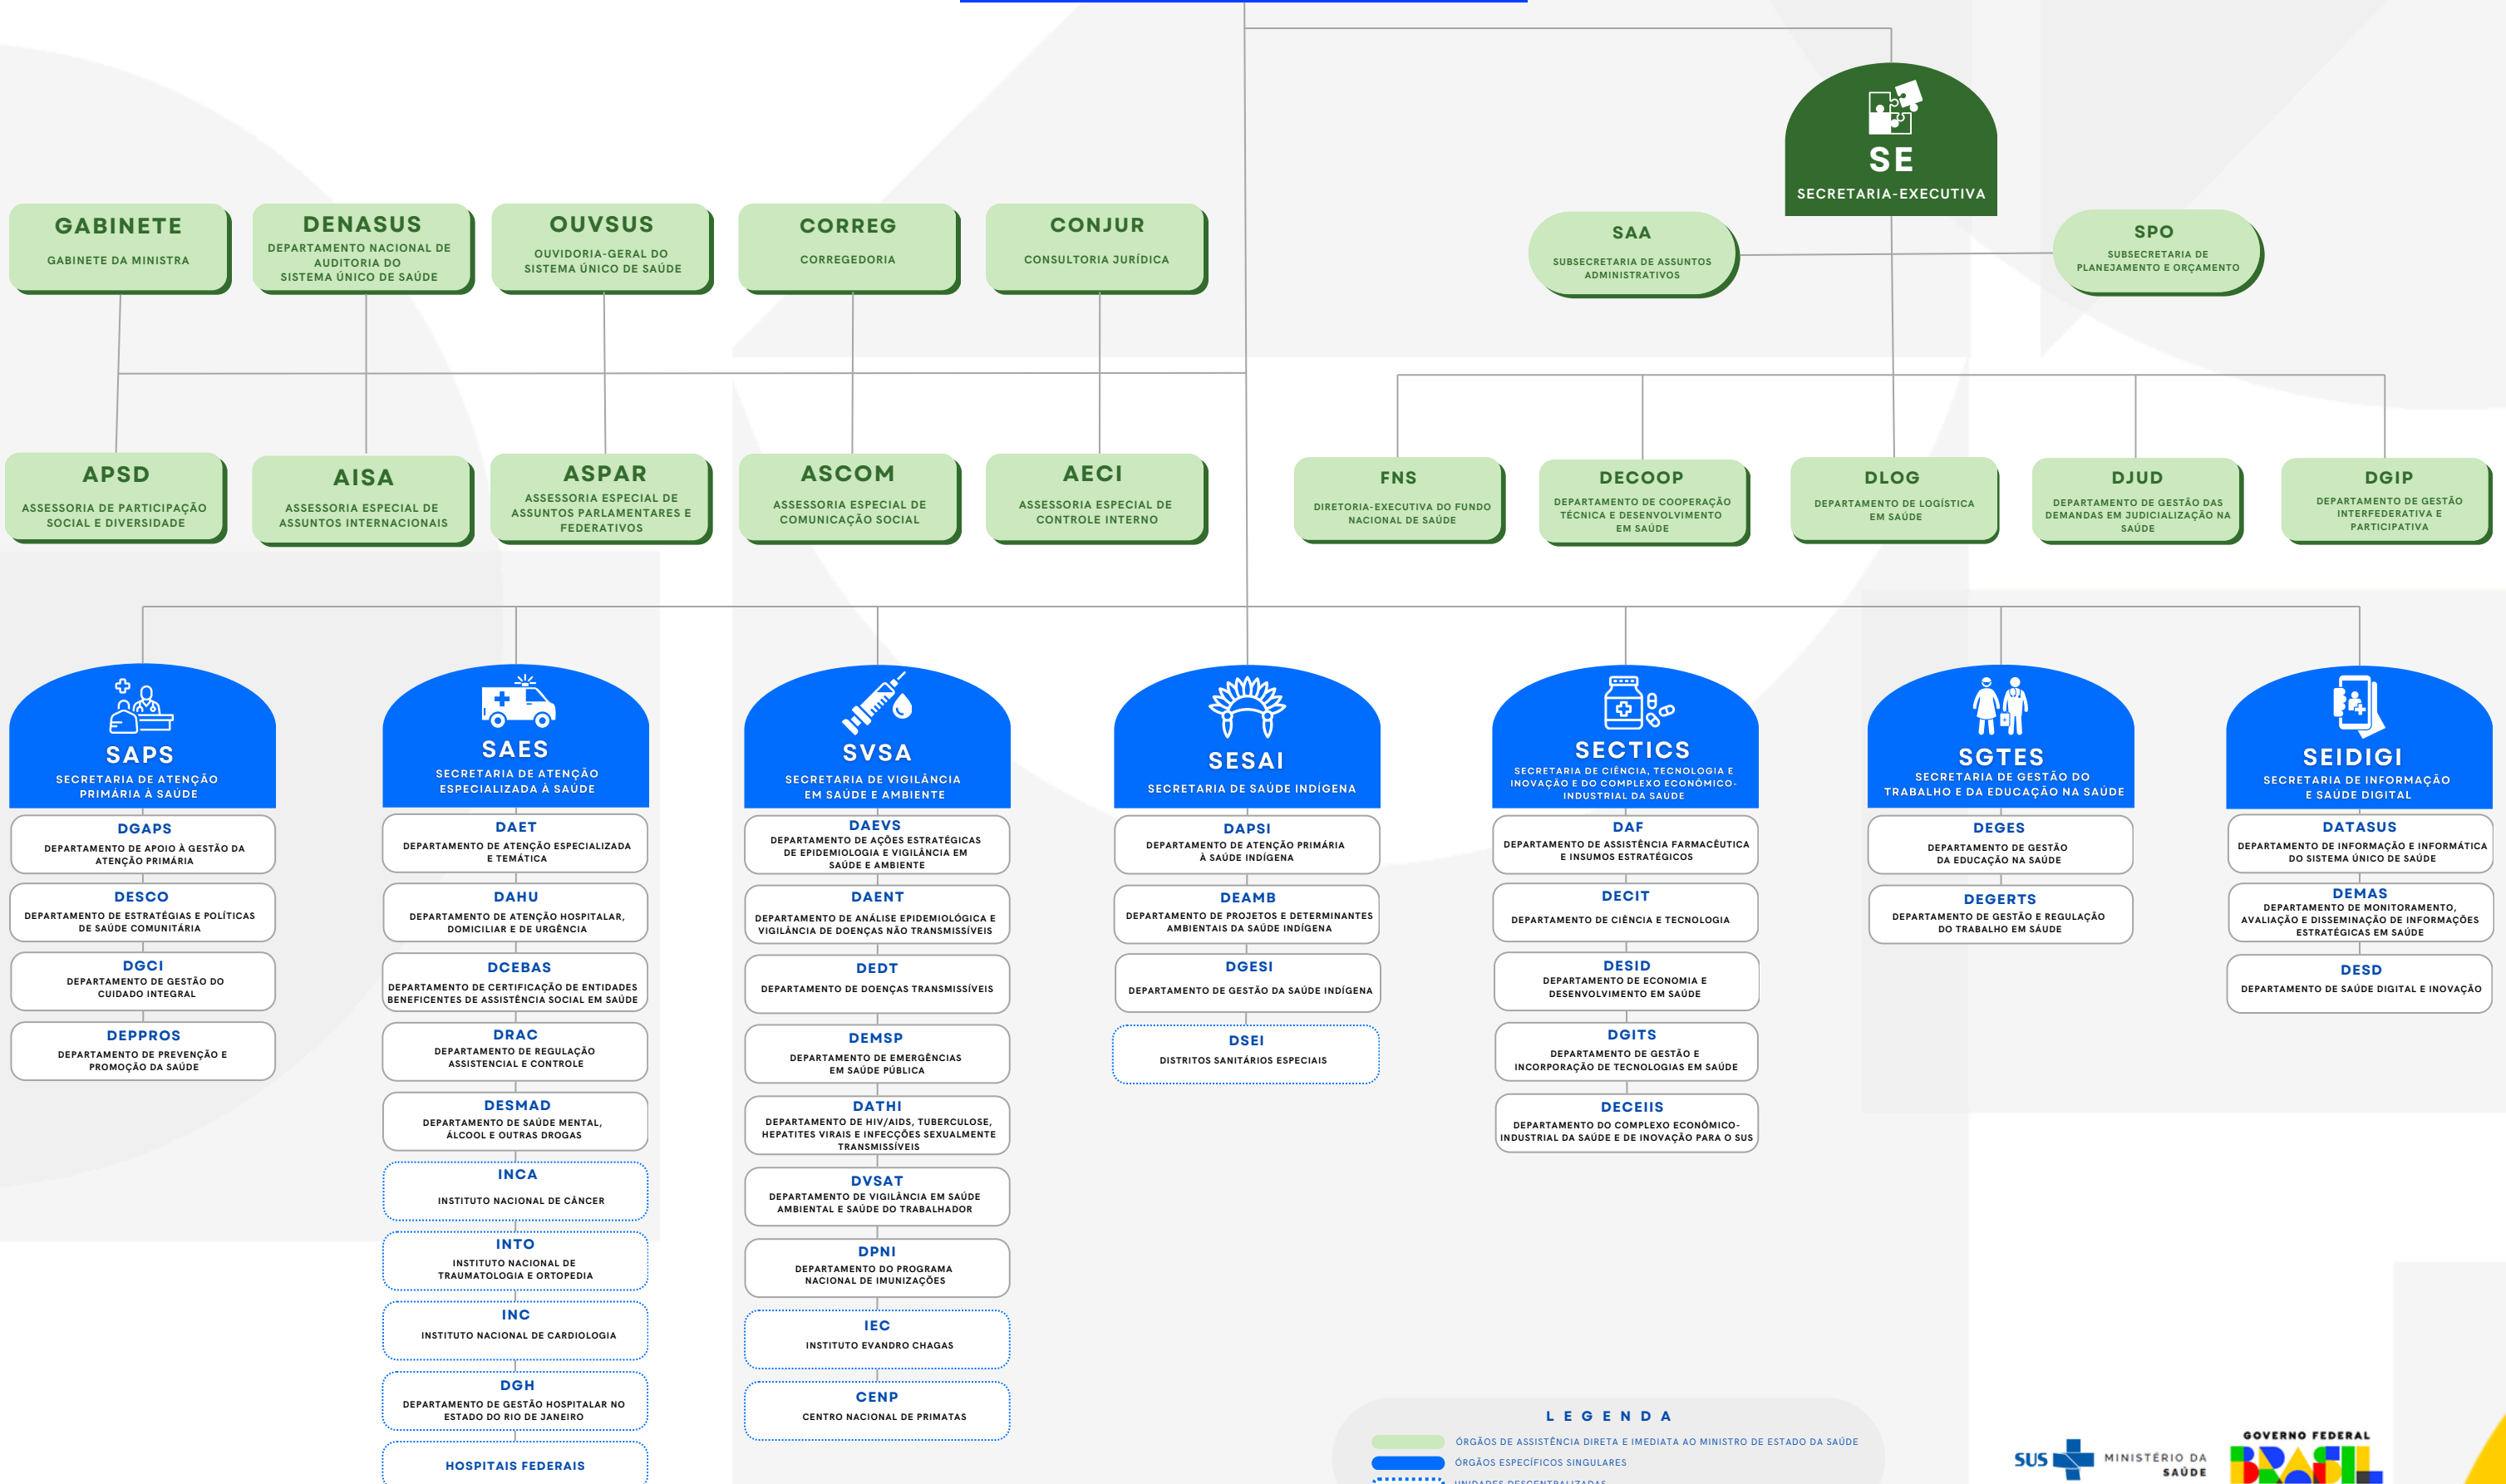 SE
SECRETARIA-EXECUTIVA
GABINETE
GABINETE DA MINISTRA
DENASUS
DEPARTAMENTO NACIONAL DE
AUDITORIA DO
SISTEMA ÚNICO DE SAÚDE
OUVSUS
OUVIDORIA-GERAL DO
SISTEMA ÚNICO DE SAÚDE
CORREG
CORREGEDORIA
CONJUR
CONSULTORIA JURÍDICA
SAA
SUBSECRETARIA DE ASSUNTOS
ADMINISTRATIVOS
SPO
SUBSECRETARIA DE
PLANEJAMENTO E ORÇAMENTO
APSD
ASSESSORIA DE PARTICIPAÇÃO
SOCIAL E DIVERSIDADE
AISA
ASSESSORIA ESPECIAL DE
ASSUNTOS INTERNACIONAIS
ASPAR
ASSESSORIA ESPECIAL DE
ASSUNTOS PARLAMENTARES E
FEDERATIVOS
ASCOM
ASSESSORIA ESPECIAL DE
COMUNICAÇÃO SOCIAL
AECI
ASSESSORIA ESPECIAL DE
CONTROLE INTERNO
FNS
DIRETORIA-EXECUTIVA DO FUNDO
NACIONAL DE SAÚDE
DECOOP
DEPARTAMENTO DE COOPERAÇÃO
TÉCNICA E DESENVOLVIMENTO
EM SAÚDE
DLOG
DEPARTAMENTO DE LOGÍSTICA
EM SAÚDE
DJUD
DEPARTAMENTO DE GESTÃO DAS
DEMANDAS EM JUDICIALIZAÇÃO NA
SAÚDE
DGIP
DEPARTAMENTO DE GESTÃO
INTERFEDERATIVA E
PARTICIPATIVA
SAPS
SECRETARIA DE ATENÇÃO
PRIMÁRIA À SAÚDE
DGAPS
DEPARTAMENTO DE APOIO À GESTÃO DA
ATENÇÃO PRIMÁRIA
DESCO
DEPARTAMENTO DE ESTRATÉGIAS E POLÍTICAS
DE SAÚDE COMUNITÁRIA
DGCI
DEPARTAMENTO DE GESTÃO DO
CUIDADO INTEGRAL
DEPPROS
DEPARTAMENTO DE PREVENÇÃO E
PROMOÇÃO DA SAÚDE
SAES
SECRETARIA DE ATENÇÃO
ESPECIALIZADA À SAÚDE
DAET
DEPARTAMENTO DE ATENÇÃO ESPECIALIZADA
E TEMÁTICA
DAHU
DEPARTAMENTO DE ATENÇÃO HOSPITALAR,
DOMICILIAR E DE URGÊNCIA
DCEBAS
DEPARTAMENTO DE CERTIFICAÇÃO DE ENTIDADES
BENEFICENTES DE ASSISTÊNCIA SOCIAL EM SAÚDE
DRAC
DEPARTAMENTO DE REGULAÇÃO
ASSISTENCIAL E CONTROLE
DESMAD
DEPARTAMENTO DE SAÚDE MENTAL,
ÁLCOOL E OUTRAS DROGAS
INCA
INSTITUTO NACIONAL DE CÂNCER
INTO
INSTITUTO NACIONAL DE
TRAUMATOLOGIA E ORTOPEDIA
INC
INSTITUTO NACIONAL DE CARDIOLOGIA
DGH
DEPARTAMENTO DE GESTÃO HOSPITALAR NO
ESTADO DO RIO DE JANEIRO
HOSPITAIS FEDERAIS
SVSA
SECRETARIA DE VIGILÂNCIA
EM SAÚDE E AMBIENTE
DAEVS
DEPARTAMENTO DE AÇÕES ESTRATÉGICAS
DE EPIDEMIOLOGIA E VIGILÂNCIA EM
SAÚDE E AMBIENTE
DAENT
DEPARTAMENTO DE ANÁLISE EPIDEMIOLÓGICA E
VIGILÂNCIA DE DOENÇAS NÃO TRANSMISSÍVEIS
DEDT
DEPARTAMENTO DE DOENÇAS TRANSMISSÍVEIS
DEMSP
DEPARTAMENTO DE EMERGÊNCIAS
EM SAÚDE PÚBLICA
DATHI
DEPARTAMENTO DE HIV/AIDS, TUBERCULOSE,
HEPATITES VIRAIS E INFECÇÕES SEXUALMENTE
TRANSMISSÍVEIS
DVSAT
DEPARTAMENTO DE VIGILÂNCIA EM SAÚDE
AMBIENTAL E SAÚDE DO TRABALHADOR
DPNI
DEPARTAMENTO DO PROGRAMA
NACIONAL DE IMUNIZAÇÕES
IEC
INSTITUTO EVANDRO CHAGAS
CENP
CENTRO NACIONAL DE PRIMATAS
SESAI
SECRETARIA DE SAÚDE INDÍGENA
DAPSI
DEPARTAMENTO DE ATENÇÃO PRIMÁRIA
À SAÚDE INDÍGENA
DEAMB
DEPARTAMENTO DE PROJETOS E DETERMINANTES
AMBIENTAIS DA SAÚDE INDÍGENA
DGESI
DEPARTAMENTO DE GESTÃO DA SAÚDE INDÍGENA
DSEI
DISTRITOS SANITÁRIOS ESPECIAIS
SECTICS
SECRETARIA DE CIÊNCIA, TECNOLOGIA E
INOVAÇÃO E DO COMPLEXO ECONÔMICO-
INDUSTRIAL DA SAÚDE
DAF
DEPARTAMENTO DE ASSISTÊNCIA FARMACÊUTICA
E INSUMOS ESTRATÉGICOS
DECIT
DEPARTAMENTO DE CIÊNCIA E TECNOLOGIA
DESID
DEPARTAMENTO DE ECONOMIA E
DESENVOLVIMENTO EM SAÚDE
DGITS
DEPARTAMENTO DE GESTÃO E
INCORPORAÇÃO DE TECNOLOGIAS EM SAÚDE
DECEIIS
DEPARTAMENTO DO COMPLEXO ECONÔMICO-
INDUSTRIAL DA SAÚDE E DE INOVAÇÃO PARA O SUS
SGTES
SECRETARIA DE GESTÃO DO
TRABALHO E DA EDUCAÇÃO NA SAÚDE
DEGES
DEPARTAMENTO DE GESTÃO
DA EDUCAÇÃO NA SAÚDE
DEGERTS
DEPARTAMENTO DE GESTÃO E REGULAÇÃO
DO TRABALHO EM SÁUDE
SEIDIGI
SECRETARIA DE INFORMAÇÃO
E SAÚDE DIGITAL
DATASUS
DEPARTAMENTO DE INFORMAÇÃO E INFORMÁTICA
DO SISTEMA ÚNICO DE SAÚDE
DEMAS
DEPARTAMENTO DE MONITORAMENTO,
AVALIAÇÃO E DISSEMINAÇÃO DE INFORMAÇÕES
ESTRATÉGICAS EM SAÚDE
DESD
DEPARTAMENTO DE SAÚDE DIGITAL E INOVAÇÃO
LEGENDA
ÓRGÃOS DE ASSISTÊNCIA DIRETA E IMEDIATA AO MINISTRO DE ESTADO DA SAÚDE
ÓRGÃOS ESPECÍFICOS SINGULARES
UNIDADES DESCENTRALIZADAS
SUS
MINISTÉRIO DA
SAÚDE
GOVERNO FEDERAL
BRASIL